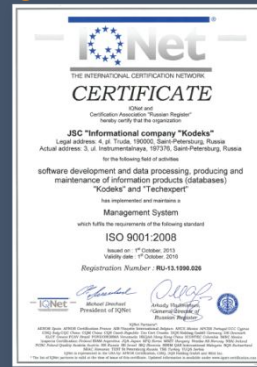 IQNet
THE INTERNATIONAL CERTIFICATION NETWORK
CERTIFICATE
IQNet and
Certification Association "Russian Register"
hereby certify that the organization
JSC "Informational company "Kodeks"
Legal address: 4, pl. Truda, 190000, Saint-Petersburg, Russia
Actual address: 3, ul. Instrumentalnaya, 197376, Saint-Petersburg, Russia
for the following field of activities
software development and data processing, producing and
maintenance of information products (databases)
"Kodeks" and "Techexpert"
has implemented and maintains a
Management System
which fulfils the requirements of the following standard
ISO 9001:2008
Issued on: 1st October, 2013
Validity date: 1st October, 2016
Registration Number: RU-13.1098.026
IQNet
Michael Drechsel
President of IQNet
Arkady Vladimirtsev
General Director of
Russian Register